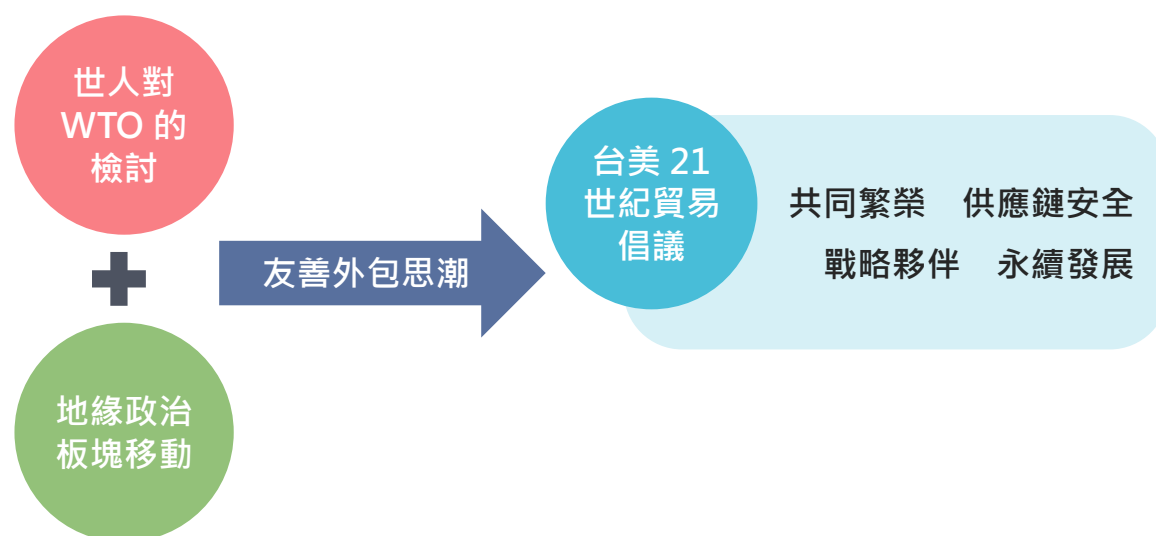 世人對
WTO 的
檢討
地緣政治
板塊移動
友善外包思潮
台美 21
世紀貿易
倡議
共同繁榮　供應鏈安全
戰略夥伴　永續發展